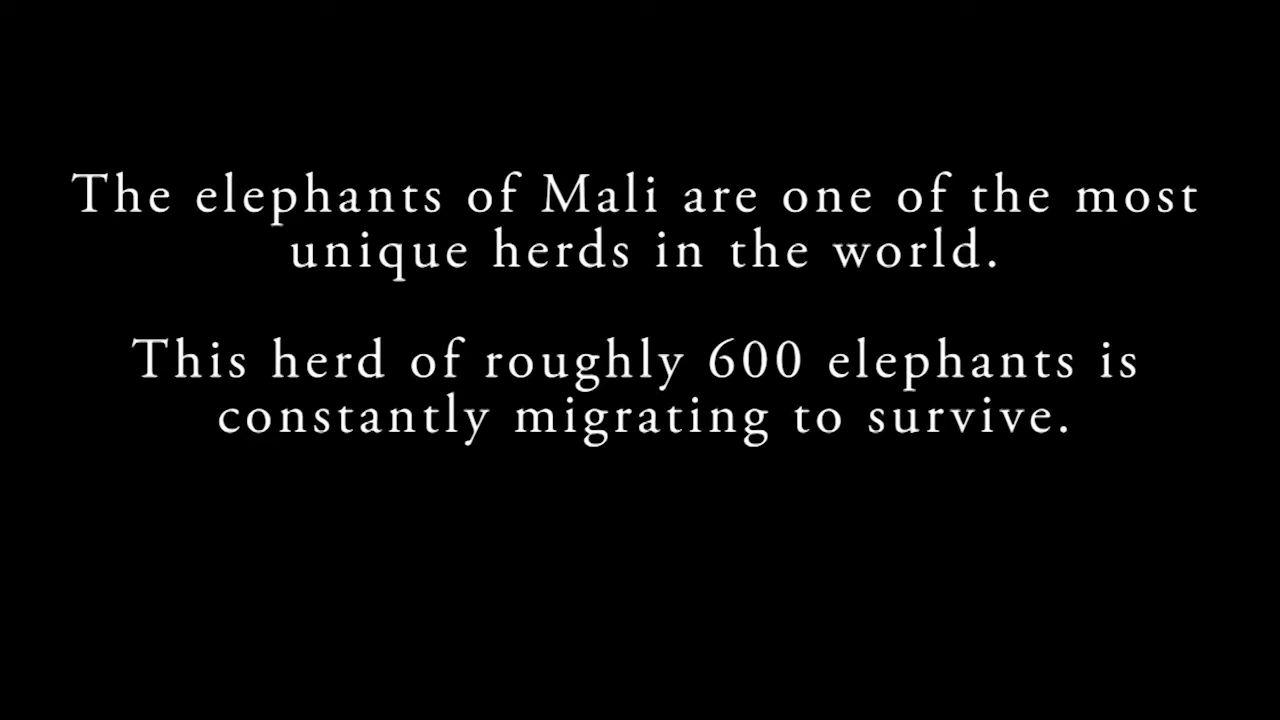 The elephants of Mali are one of the most
unique herds in the world.
This herd of roughly 600 elephants is
constantly migrating to survive.